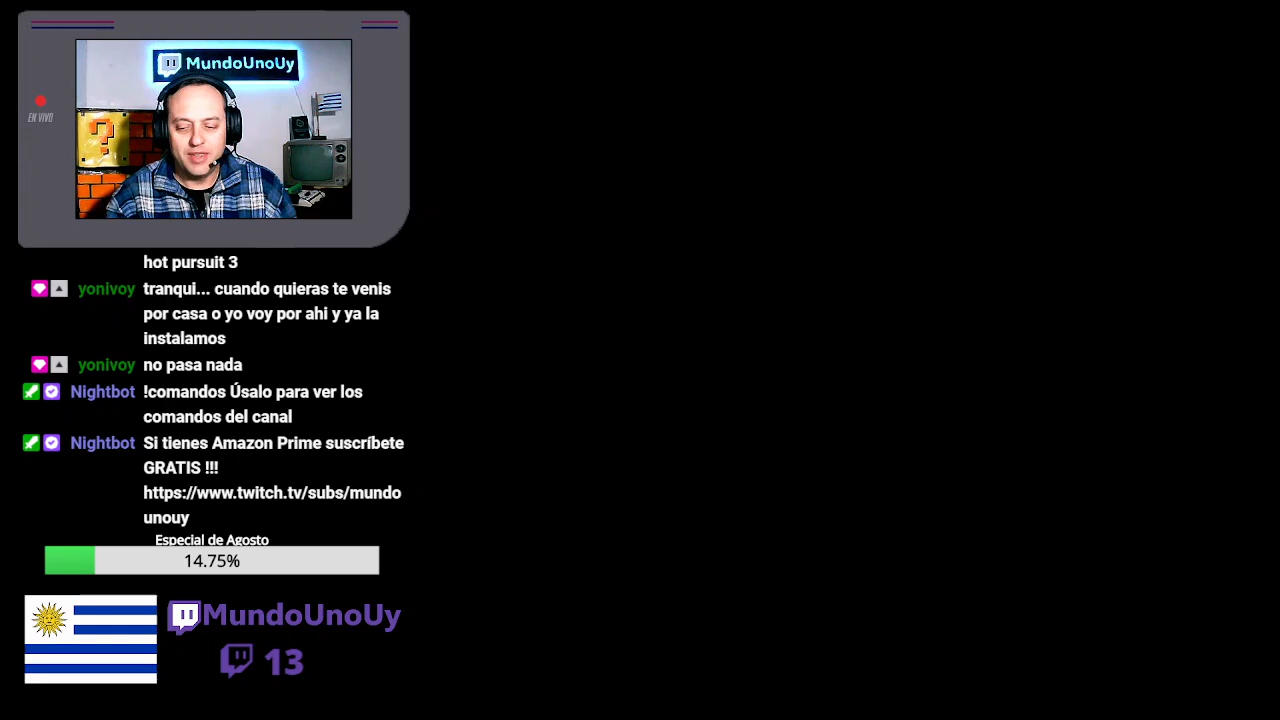 MundoUnoUy
EN VIVO
hot pursuit 3
yonivoy tranqui... cuando quieras te venis
por casa o yo voy por ahi y ya la
instalamos
yonivoy no pasa nada
Nightbot !comandos Úsalo para ver los
comandos del canal
Nightbot Si tienes Amazon Prime suscríbete
GRATIS !!!
https://www.twitch.tv/subs/mundo
unouy
Especial de Agosto
14.75%
MundoUnoUy
13